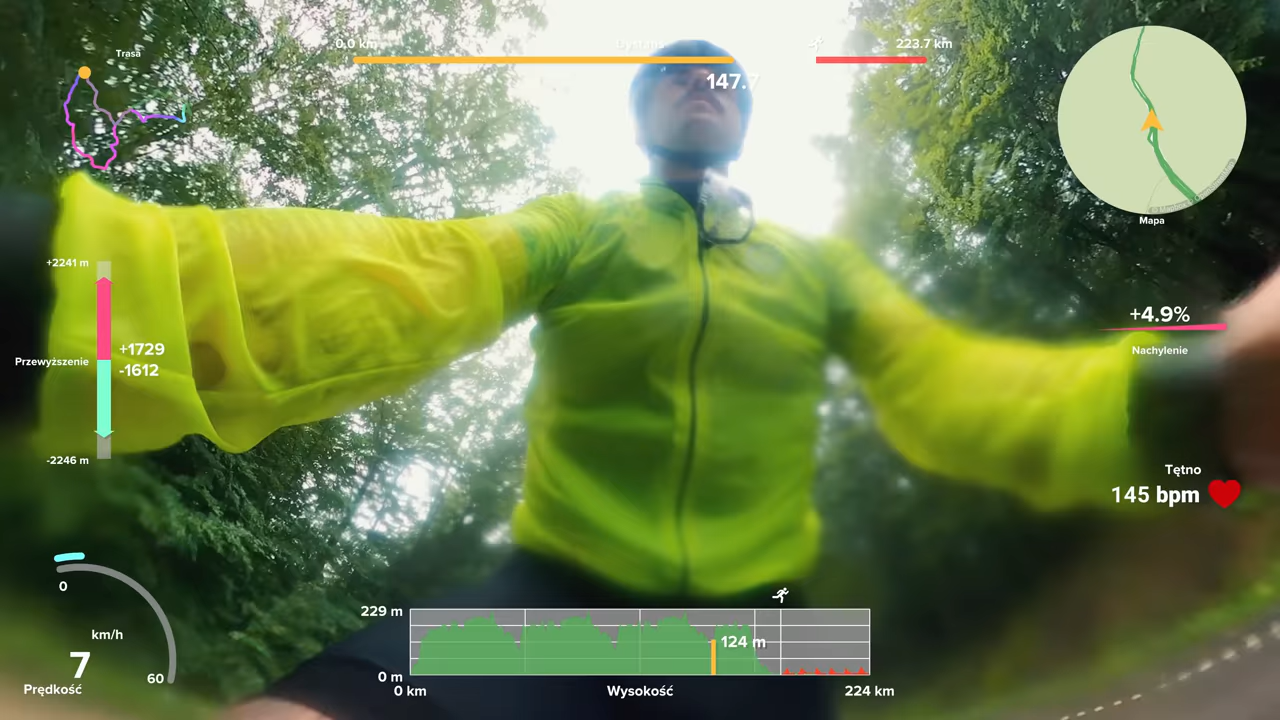 Trasa
0.0 km
Dystans
223.7 km
147.7
Mapa
+2241 m
Przewyższenie
+1729
-1612
-2246 m
+4.9%
Nachylenie
Tętno
145 bpm
0
km/h
7
60
Prędkość
229 m
124 m
0 m
0 km
Wysokość
224 km